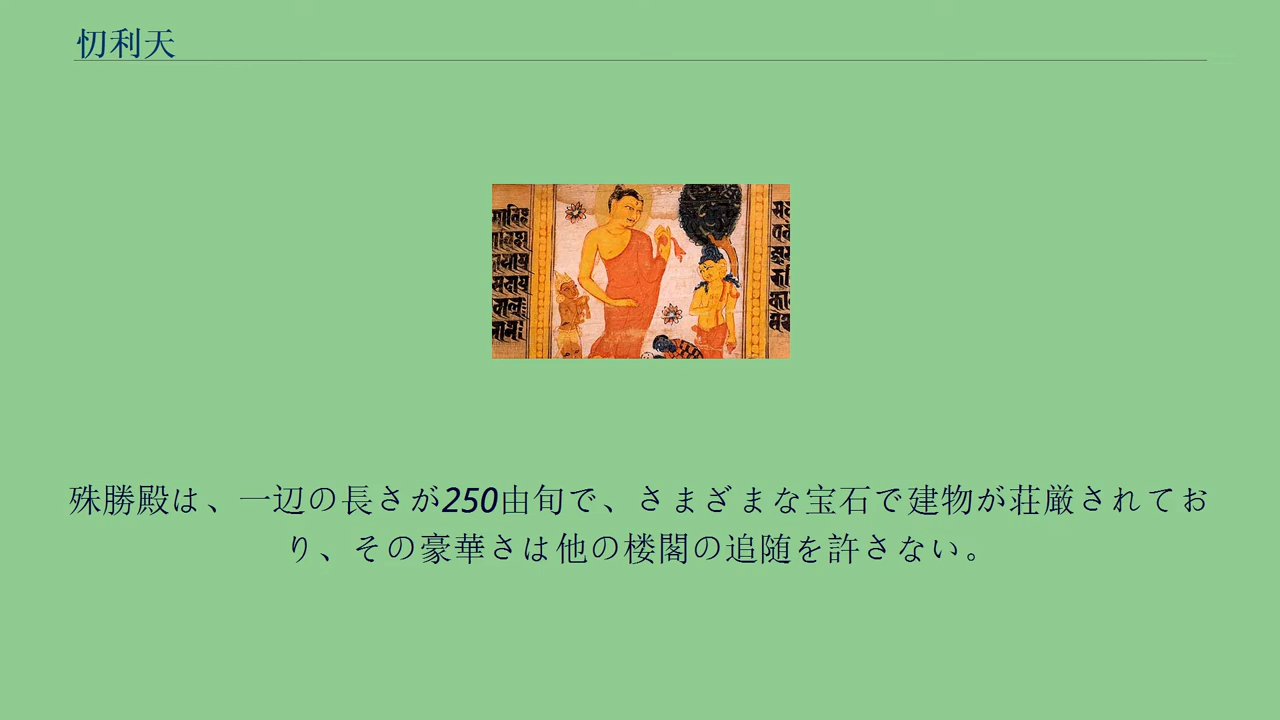 忉利天
殊勝殿は、一辺の長さが250由旬で、さまざまな宝石で建物が荘厳されてお
り、その豪華さは他の楼閣の追随を許さない。